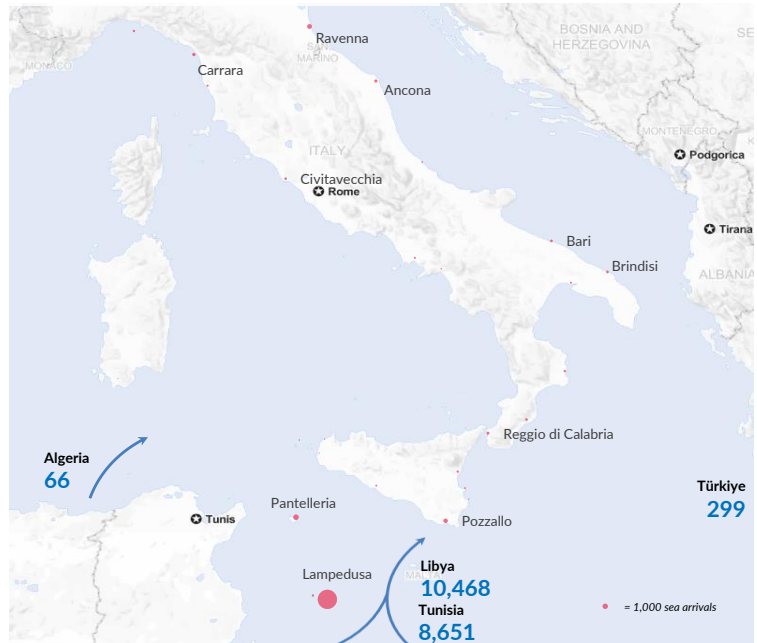 BOSNIA AND
HERZEGOVINA
SE
Ravenna
SAN
MARINO
MONACO
Carrara
Ancona
MONTENEGRO
K
Podgorica
ITALY
Civitavecchia
Rome
Tirana
Bari
Brindisi
ALBANIA
Reggio di Calabria
Algeria
66
Türkiye
299
Pantelleria
Tunis
Pozzallo
Lampedusa
Libya
MALTA
10,468
Tunisia
8,651
= 1,000 sea arrivals